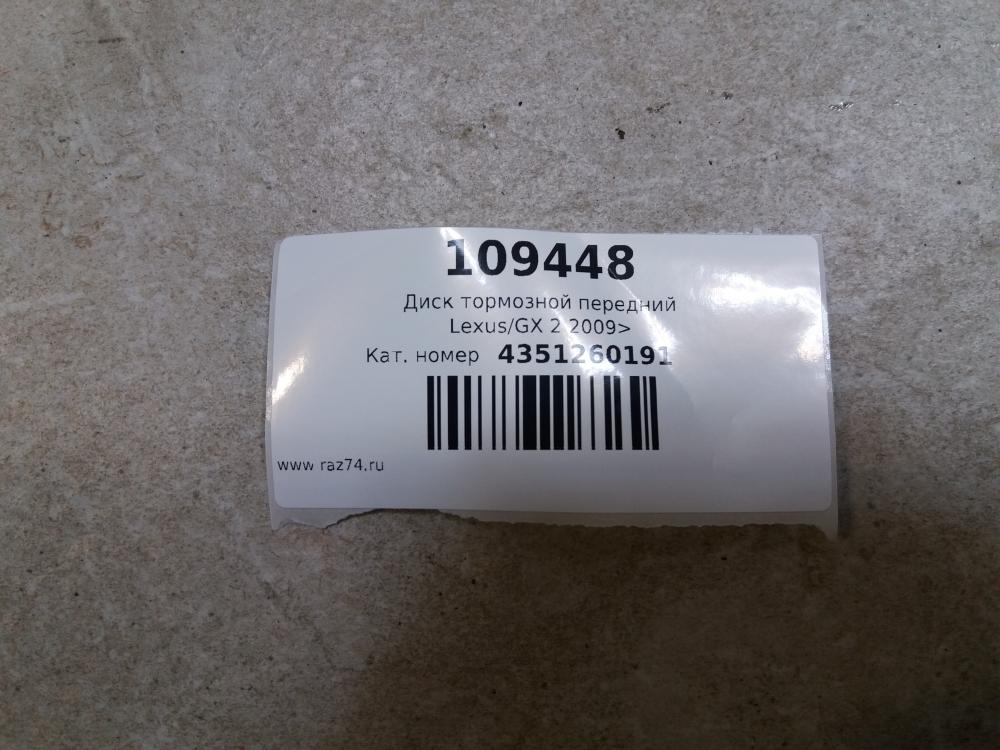 109448
Диск тормозной передний
Lexus/GX 2 2009>
Кат. номер 4351260191
www raz74.ru